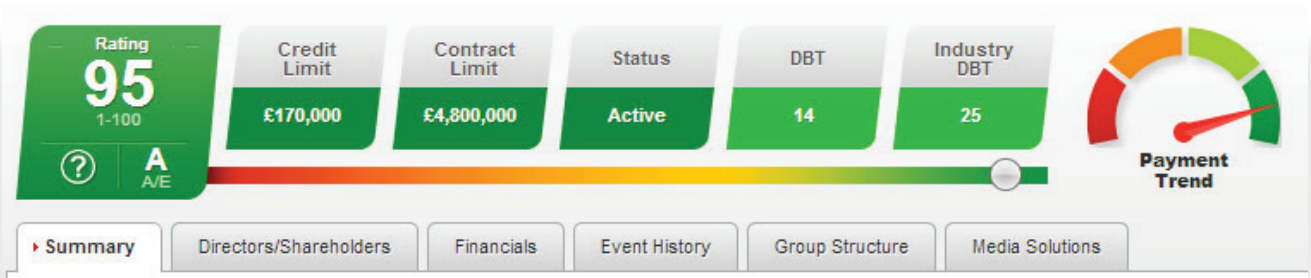 Rating
95
1-100
?
A
A/E
Credit
Limit
£170,000
Contract
Limit
£4,800,000
Status
Active
DBT
14
Industry
DBT
25
Payment
Trend
Summary
Directors/Shareholders
Financials
Event History
Group Structure
Media Solutions